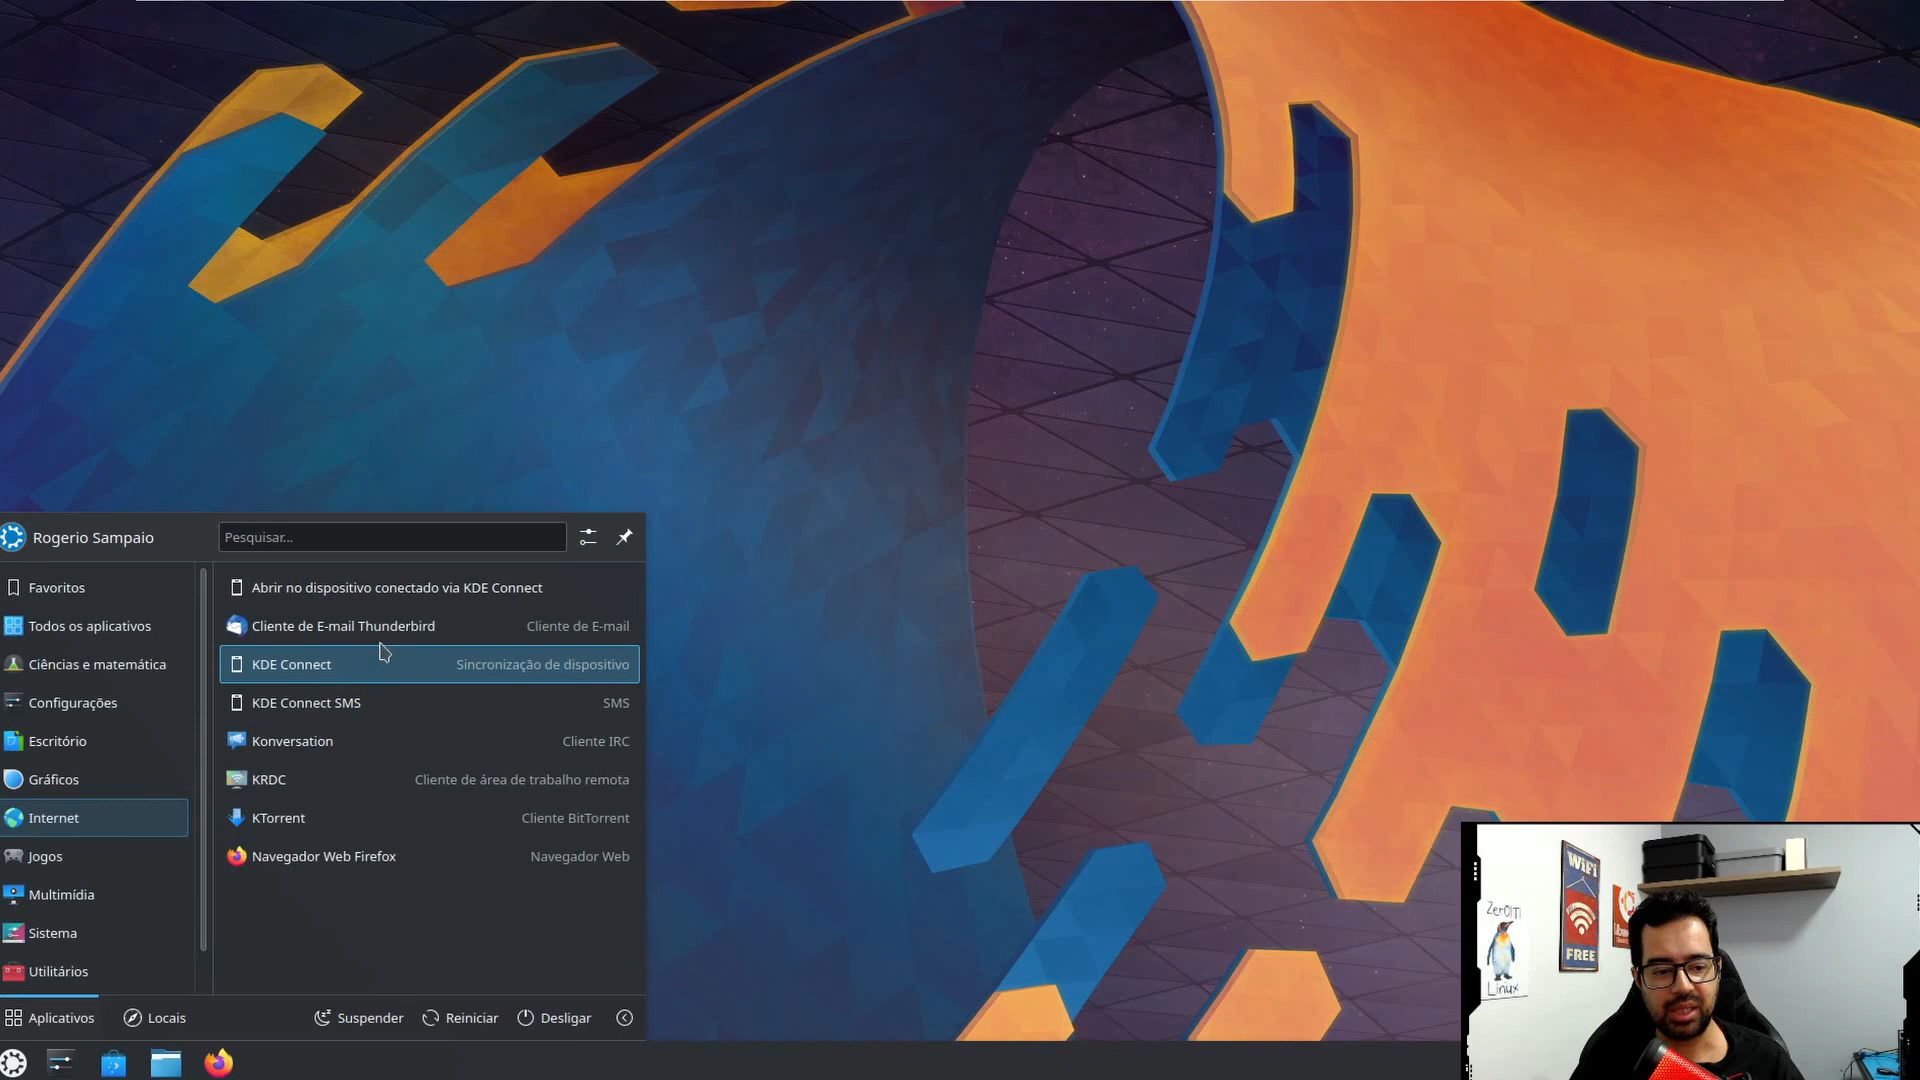 Rogerio Sampaio
Pesquisar...
Favoritos
Todos os aplicativos
Ciências e matemática
Configurações
Escritório
Gráficos
Internet
Jogos
Multimídia
Sistema
Utilitários
Abrir no dispositivo conectado via KDE Connect
Cliente de E-mail Thunderbird Cliente de E-mail
KDE Connect Sincronização de dispositivo
KDE Connect SMS SMS
Konversation Cliente IRC
KRDC Cliente de área de trabalho remota
KTorrent Cliente BitTorrent
Navegador Web Firefox Navegador Web
Aplicativos
Locais
Suspender
Reiniciar
Desligar
WiFi
FREE
ZeroITI
Linux